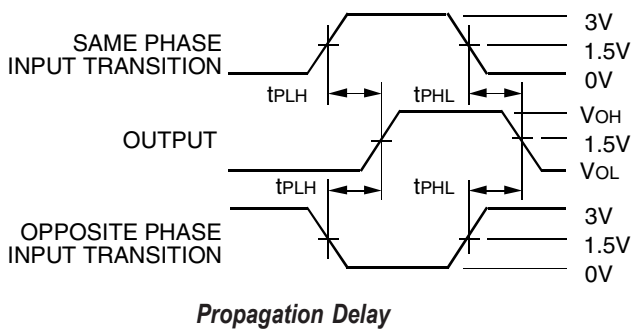 SAME PHASE
INPUT TRANSITION
3V
1.5V
0V
tPLH
tPHL
OUTPUT
VOH
1.5V
VOL
tPLH
tPHL
OPPOSITE PHASE
INPUT TRANSITION
3V
1.5V
0V
Propagation Delay